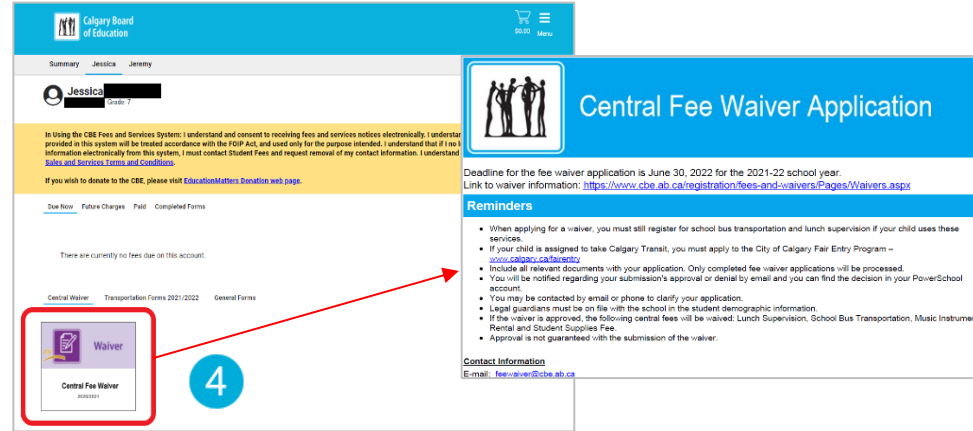 Calgary Board
of Education
$0.00 Menu
Summary Jessica Jeremy
Jessica
Grade: 7
In Using the CBE Fees and Services System: I understand and consent to receiving fees and services notices electronically. I understan
provided in this system will be treated accordance with the FOIP Act, and used only for the purpose intended. I understand that if I no l
information electronically from this system, I must contact Student Fees and request removal of my contact information. I understand
Sales and Services Terms and Conditions.
If you wish to donate to the CBE, please visit EducationMatters Donation web page.
Due Now Future Charges Paid Completed Forms
There are currently no fees due on this account.
Central Waiver Transportation Forms 2021/2022 General Forms
Waiver
Central Fee Waiver
2020/2021
4
Central Fee Waiver Application
Deadline for the fee waiver application is June 30, 2022 for the 2021-22 school year.
Link to waiver information: https://www.cbe.ab.ca/registration/fees-and-waivers/Pages/Waivers.aspx
Reminders
• When applying for a waiver, you must still register for school bus transportation and lunch supervision if your child uses these
services.
• If your child is assigned to take Calgary Transit, you must apply to the City of Calgary Fair Entry Program –
www.calgary.ca/fairentry
• Include all relevant documents with your application. Only completed fee waiver applications will be processed.
• You will be notified regarding your submission's approval or denial by email and you can find the decision in your PowerSchool
account.
• You may be contacted by email or phone to clarify your application.
• Legal guardians must be on file with the school in the student demographic information.
• If the waiver is approved, the following central fees will be waived: Lunch Supervision, School Bus Transportation, Music Instrume
Rental and Student Supplies Fee.
• Approval is not guaranteed with the submission of the waiver.
Contact Information
E-mail: feewaiver@cbe.ab.ca